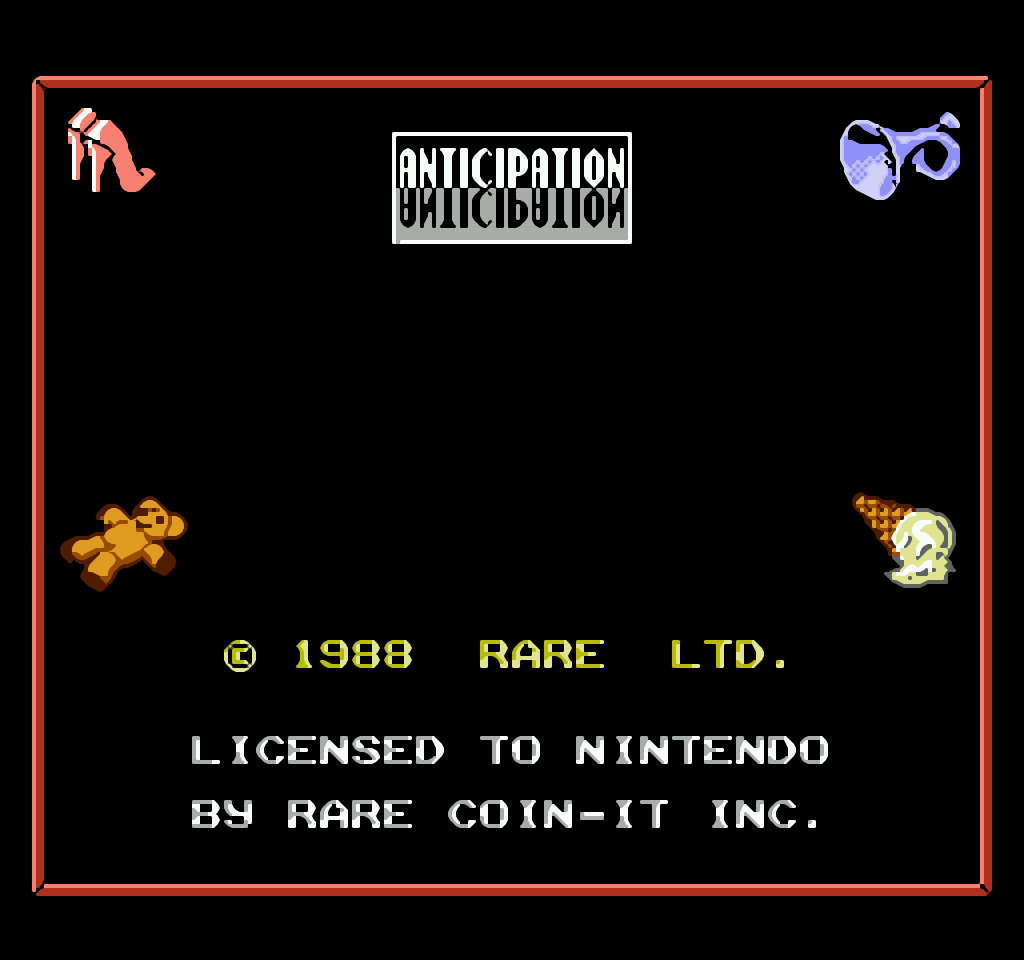 ANTICIPATION
© 1988 RARE LTD.
LICENSED TO NINTENDO
BY RARE COIN-IT INC.